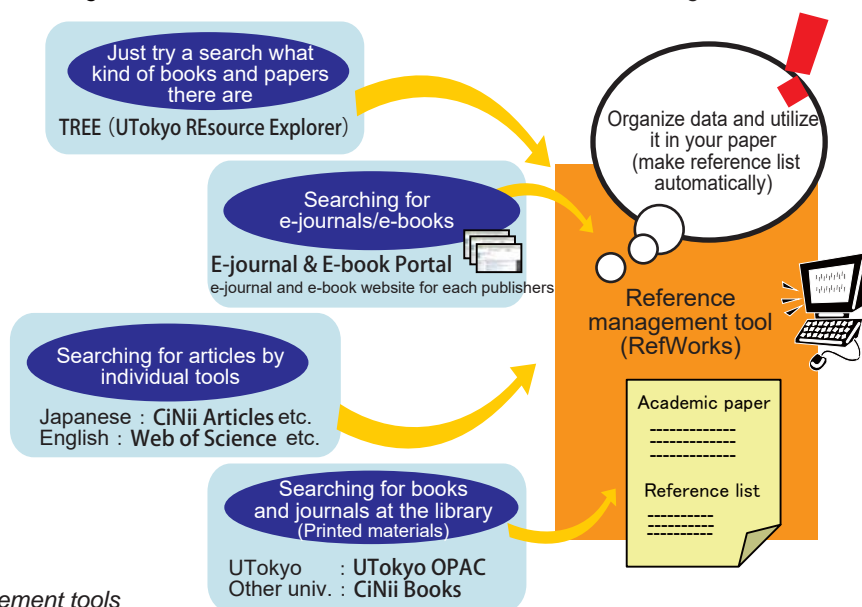 Just try a search what
kind of books and papers
there are
TREE（UTokyo REsource Explorer）
Organize data and utilize
it in your paper
(make reference list
automatically)
Searching for
e-journals/e-books
E-journal & E-book Portal
e-journal and e-book website for each publishers
Reference
management tool
(RefWorks)
Searching for articles by
individual tools
Japanese：CiNii Articles etc.
English：Web of Science etc.
Academic paper
Reference list
Searching for books
and journals at the library
(Printed materials)
UTokyo ：UTokyo OPAC
Other univ.：CiNii Books
ement tools